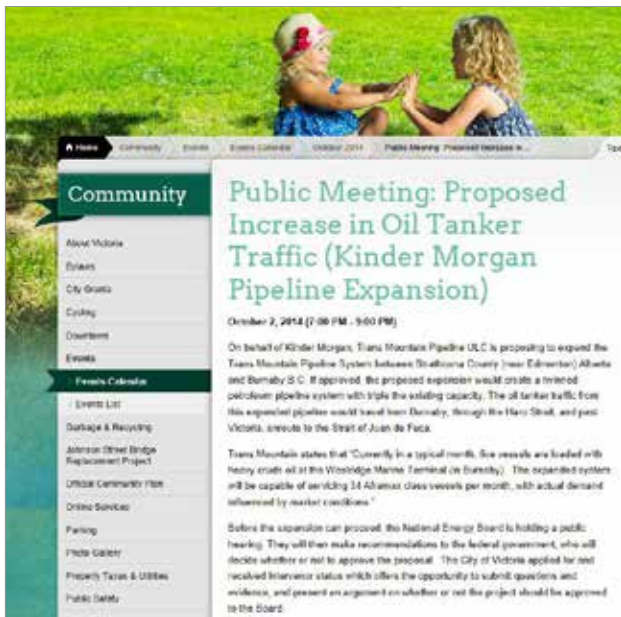 Home Community Events Events Calendar October 2014 Public Meeting: Proposed Increase in...
Community
Public Meeting: Proposed
Increase in Oil Tanker
Traffic (Kinder Morgan
Pipeline Expansion)
About Victoria
Bylaws
City Grants
Cycling
Downtown
Events
Events Calendar
Events List
Garbage & Recycling
Johnson Street Bridge
Replacement Project
Official Community Plan
Online Services
Parking
Photo Gallery
Property Taxes & Utilities
Public Safety
October 2, 2014 (7:00 PM - 9:00 PM)
On behalf of Kinder Morgan, Trans Mountain Pipeline ULC is proposing to expand the
Trans Mountain Pipeline System between Strathcona County (near Edmonton) Alberta
and Burnaby B.C. If approved, the proposed expansion would create a twinned
petroleum pipeline system with triple the existing capacity. The oil tanker traffic from
this expanded pipeline would travel from Burnaby, through the Haro Strait, and past
Victoria, enroute to the Strait of Juan de Fuca.
Trans Mountain states that "Currently in a typical month, five vessels are loaded with
heavy crude oil at the Westridge Marine Terminal (in Burnaby). The expanded system
will be capable of servicing 34 Aframax class vessels per month, with actual demand
influenced by market conditions."
Before the expansion can proceed, the National Energy Board is holding a public
hearing. They will then make recommendations to the federal government, who will
decide whether or not to approve the proposal. The City of Victoria applied for and
received Intervenor status which offers the opportunity to submit questions and
evidence, and present an argument on whether or not the project should be approved
to the Board.